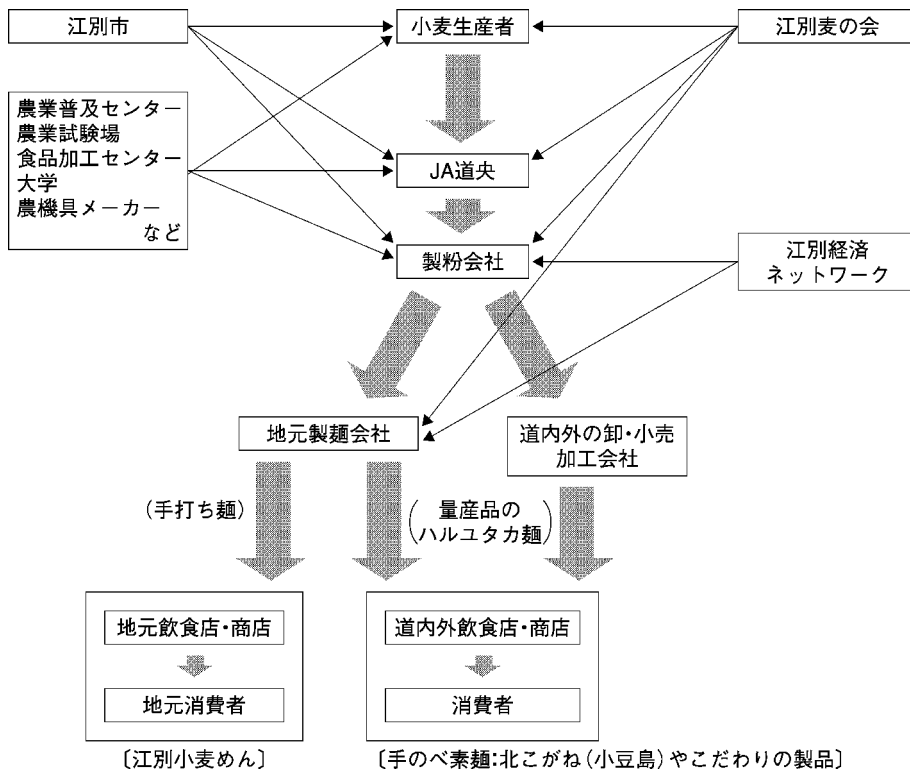 江別市
小麦生産者
江別麦の会
農業普及センター
農業試験場
食品加工センター
大学
農機具メーカー
など
JA道央
製粉会社
江別経済
ネットワーク
地元製麺会社
道内外の卸・小売
加工会社
(手打ち麺)
(量産品の
ハルユタカ麺)
地元飲食店・商店
地元消費者
道内外飲食店・商店
消費者
〔江別小麦めん〕
〔手のべ素麺:北こがね(小豆島)やこだわりの製品〕